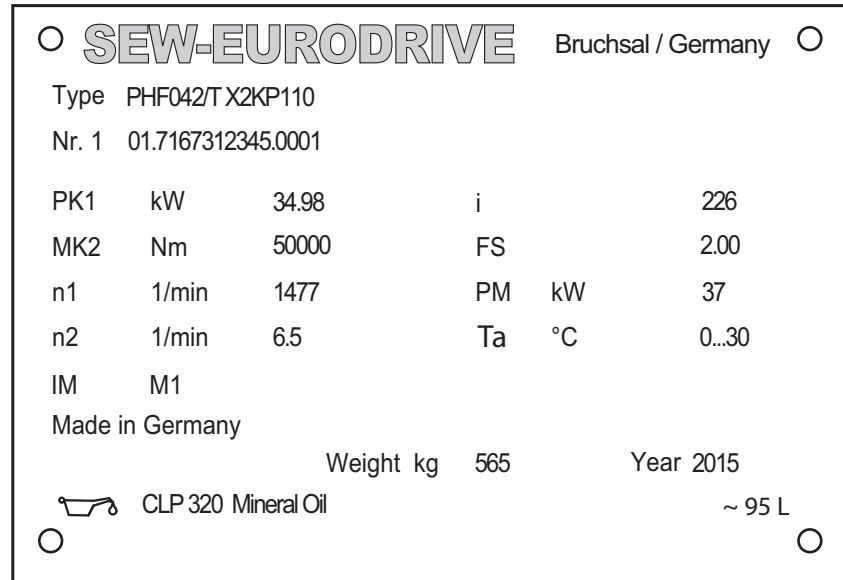 SEW-EURODRIVE Bruchsal / Germany
Type PHF042/T X2KP110
Nr. 1 01.7167312345.0001
PK1 kW 34.98 i 226
MK2 Nm 50000 FS 2.00
n1 1/min 1477 PM kW 37
n2 1/min 6.5 Ta °C 0...30
IM M1
Made in Germany
Weight kg 565 Year 2015
CLP 320 Mineral Oil ~ 95 L